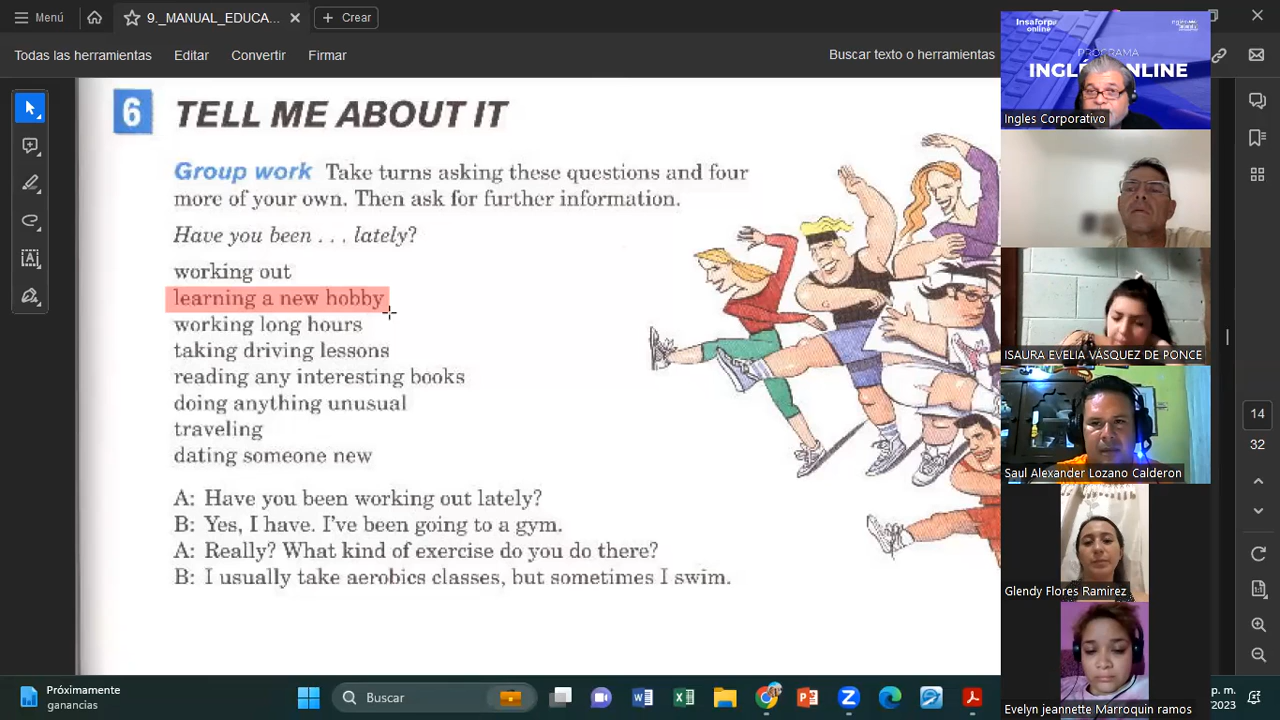 Menú
9._MANUAL_EDUCA...
Crear
Todas las herramientas
Editar
Convertir
Firmar
Buscar texto o herramientas
6 TELL ME ABOUT IT
Group work Take turns asking these questions and four
more of your own. Then ask for further information.
Have you been . . . lately?
working out
learning a new hobby
working long hours
taking driving lessons
reading any interesting books
doing anything unusual
traveling
dating someone new
A: Have you been working out lately?
B: Yes, I have. I've been going to a gym.
A: Really? What kind of exercise do you do there?
B: I usually take aerobics classes, but sometimes I swim.
Insaforp
online
PROGRAMA
INGLÉS ONLINE
Ingles Corporativo
ISAURA EVELIA VÁSQUEZ DE PONCE
Saul Alexander Lozano Calderon
Glendy Flores Ramirez
Evelyn jeannette Marroquin ramos
14
32
Próximamente
ganancias
Buscar
p. m.
2023